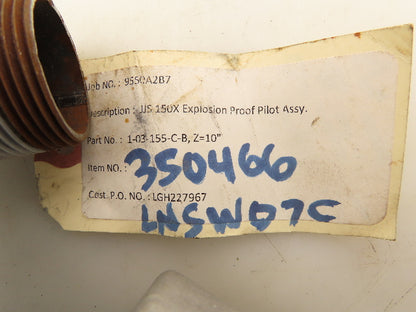 Job NO. : 9550A2B7
Description : JJS 150X Explosion Proof Pilot Assy.
Part No. : 1-03-155-C-B, Z=10"
Item NO. : 350466
Cust. P.O. NO. : LGH227967
LNSWD7C